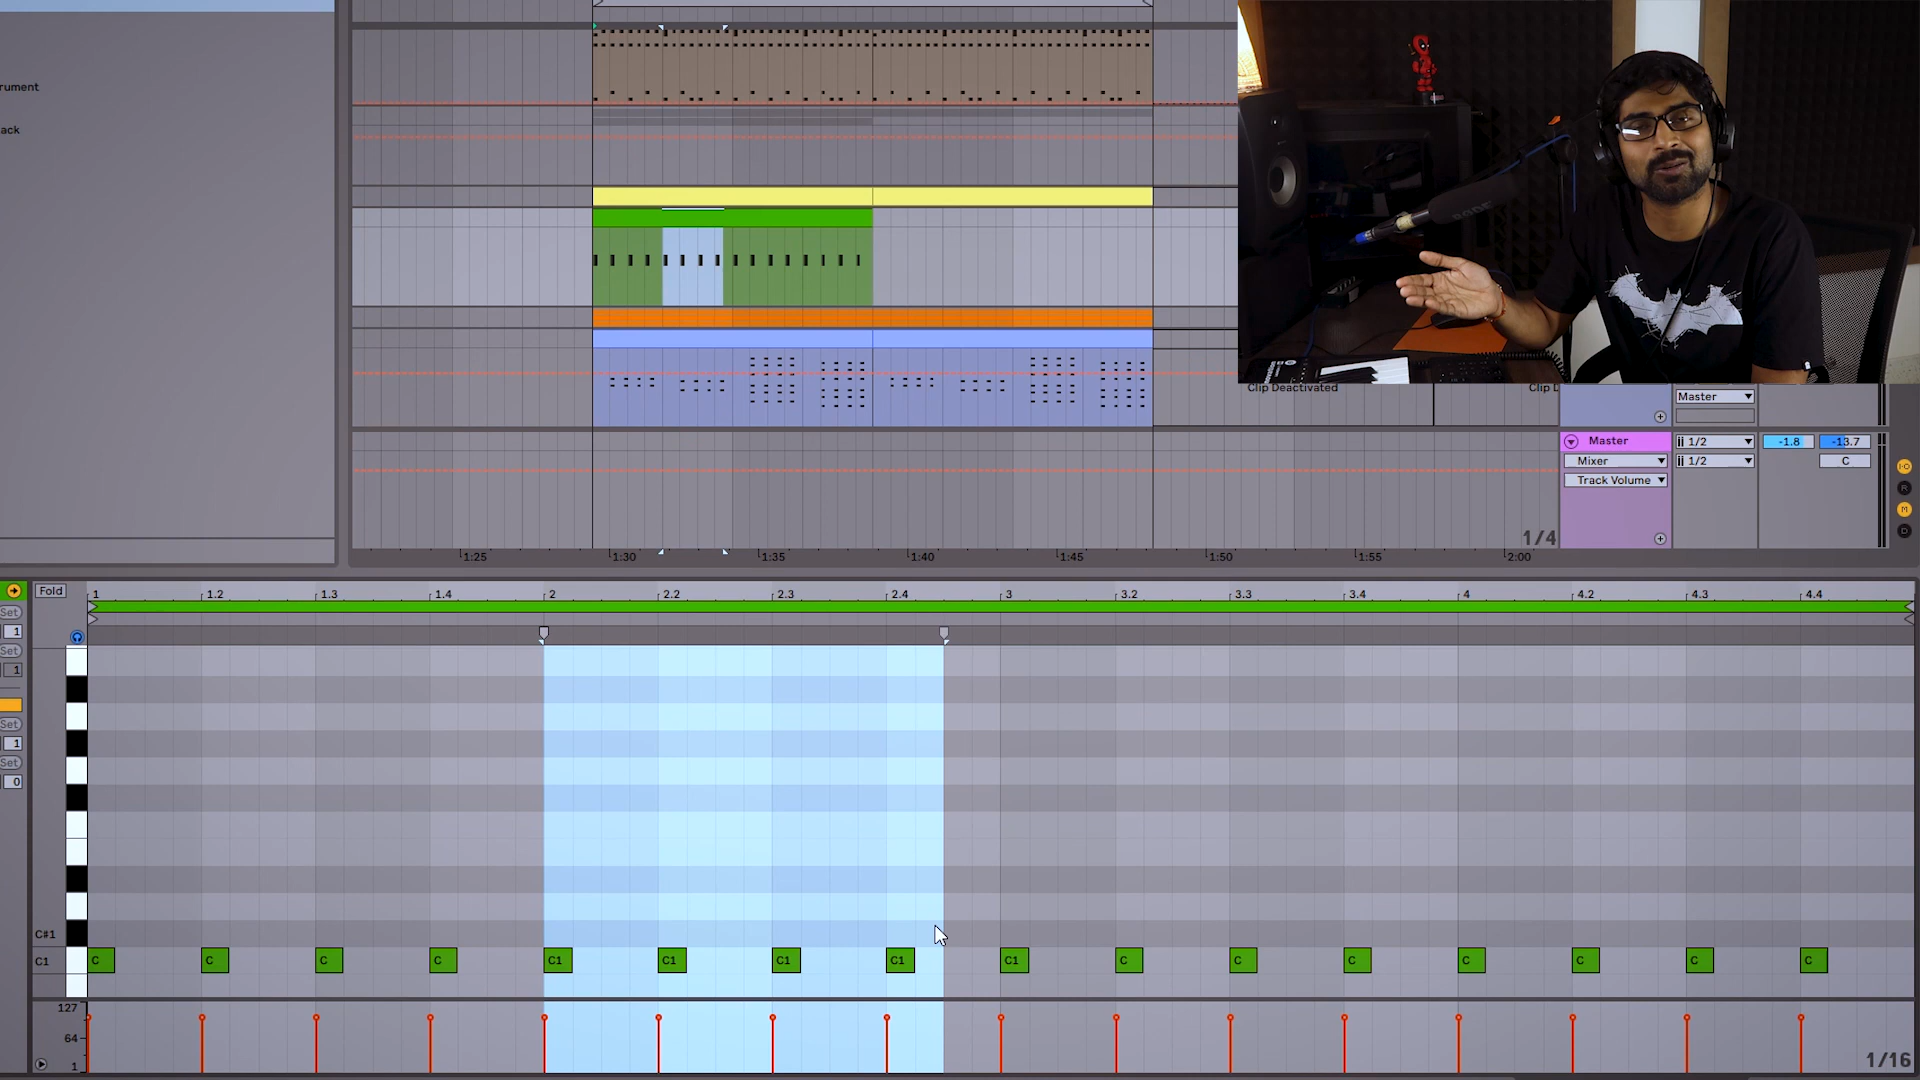 rument
ack
RODE
Clip Deactivated
Clip D
Master
Master
1/2
-1.8
-13.7
Mixer
1/2
C
Track Volume
1/4
1:25
1:30
1:35
1:40
1:45
1:50
1:55
2:00
I·O
R
M
D
Fold
1
1.2
1.3
1.4
2
2.2
2.3
2.4
3
3.2
3.3
3.4
4
4.2
4.3
4.4
Set
1
Set
1
Set
1
Set
0
C#1
C1
C
C
C
C
C1
C1
C1
C1
C1
C
C
C
C
C
C
C
127
64
1
1/16